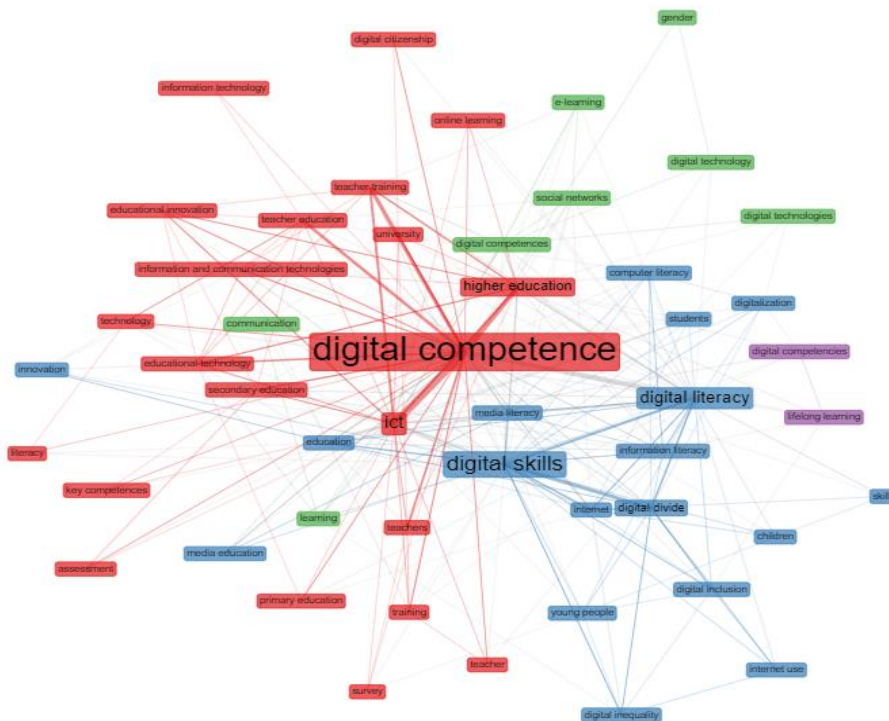 gender
digital citizenship
information technology
e-learning
online learning
digital technology
teacher training
social networks
educational innovation
teacher education
digital technologies
university
digital competences
information and communication technologies
computer literacy
higher education
digitalization
technology
communication
students
digital competence
digital competencies
educational technology
innovation
secondary education
digital literacy
media literacy
lifelong learning
ict
education
information literacy
literacy
digital skills
key competences
skill
internet
digital divide
learning
teachers
children
media education
assessment
digital inclusion
primary education
training
young people
teacher
internet use
survey
digital inequality